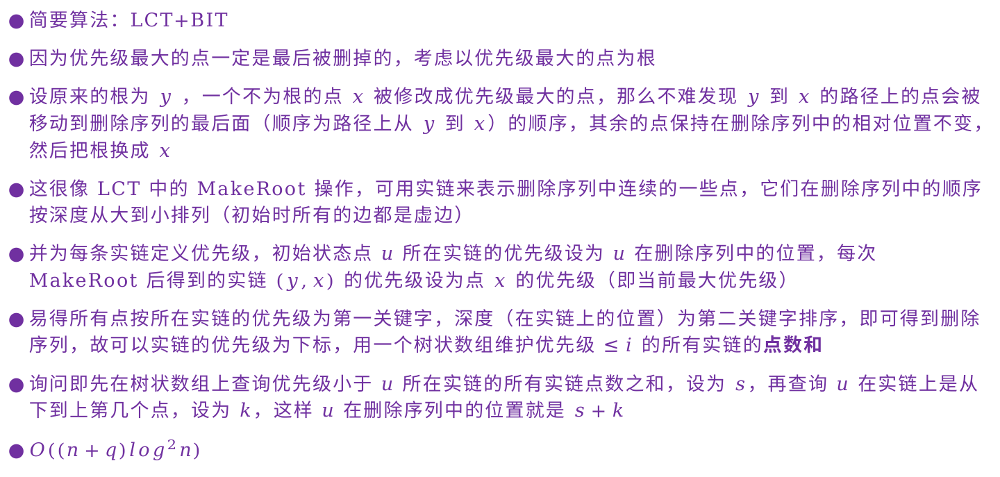 ● 简要算法：LCT+BIT
● 因为优先级最大的点一定是最后被删掉的，考虑以优先级最大的点为根
● 设原来的根为 y ，一个不为根的点 x 被修改成优先级最大的点，那么不难发现 y 到 x 的路径上的点会被
移动到删除序列的最后面（顺序为路径上从 y 到 x）的顺序，其余的点保持在删除序列中的相对位置不变，
然后把根换成 x
● 这很像 LCT 中的 MakeRoot 操作，可用实链来表示删除序列中连续的一些点，它们在删除序列中的顺序
按深度从大到小排列（初始时所有的边都是虚边）
● 并为每条实链定义优先级，初始状态点 u 所在实链的优先级设为 u 在删除序列中的位置，每次
MakeRoot 后得到的实链 (y, x) 的优先级设为点 x 的优先级（即当前最大优先级）
● 易得所有点按所在实链的优先级为第一关键字，深度（在实链上的位置）为第二关键字排序，即可得到删除
序列，故可以实链的优先级为下标，用一个树状数组维护优先级 ≤ i 的所有实链的点数和
● 询问即先在树状数组上查询优先级小于 u 所在实链的所有实链点数之和，设为 s，再查询 u 在实链上是从
下到上第几个点，设为 k，这样 u 在删除序列中的位置就是 s + k
● O((n + q)log²n)